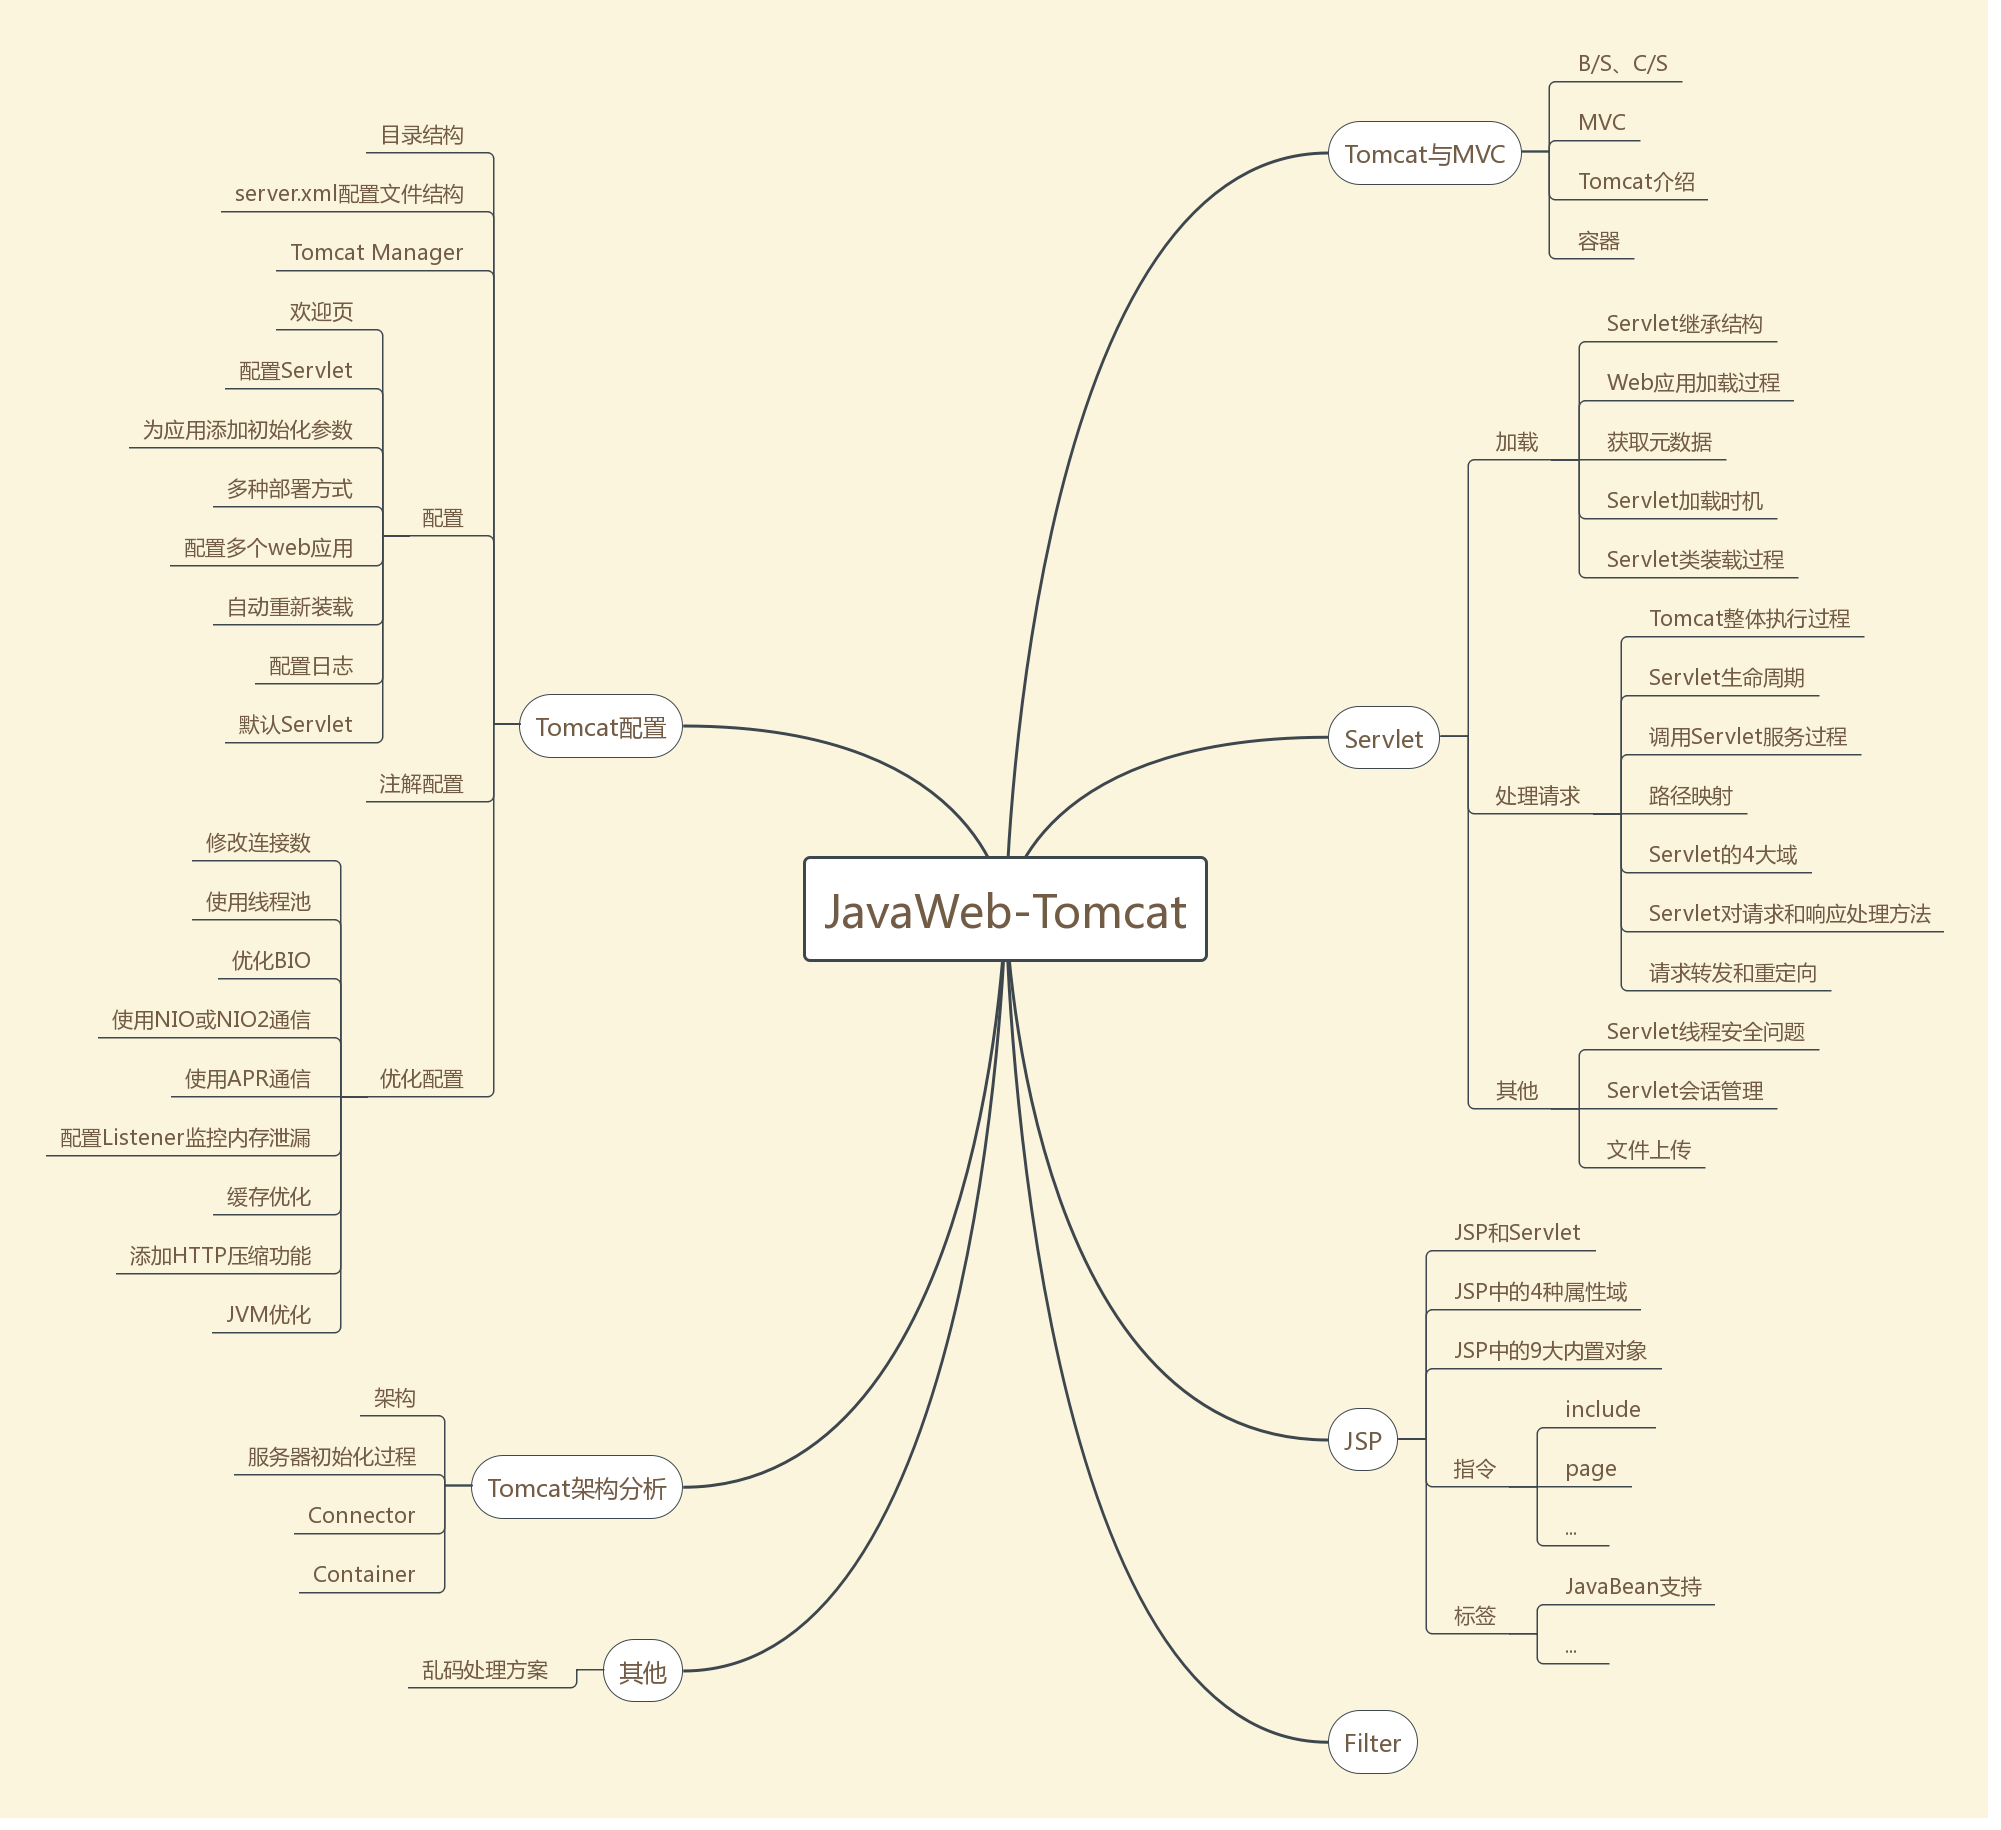 JavaWeb-Tomcat
Tomcat与MVC
B/S、C/S
MVC
Tomcat介绍
容器
Servlet
加载
Servlet继承结构
Web应用加载过程
获取元数据
Servlet加载时机
Servlet类装载过程
处理请求
Tomcat整体执行过程
Servlet生命周期
调用Servlet服务过程
路径映射
Servlet的4大域
Servlet对请求和响应处理方法
请求转发和重定向
其他
Servlet线程安全问题
Servlet会话管理
文件上传
JSP
JSP和Servlet
JSP中的4种属性域
JSP中的9大内置对象
指令
include
page
...
标签
JavaBean支持
...
Filter
Tomcat配置
目录结构
server.xml配置文件结构
Tomcat Manager
配置
欢迎页
配置Servlet
为应用添加初始化参数
多种部署方式
配置多个web应用
自动重新装载
配置日志
默认Servlet
注解配置
优化配置
修改连接数
使用线程池
优化BIO
使用NIO或NIO2通信
使用APR通信
配置Listener监控内存泄漏
缓存优化
添加HTTP压缩功能
JVM优化
Tomcat架构分析
架构
服务器初始化过程
Connector
Container
其他
乱码处理方案